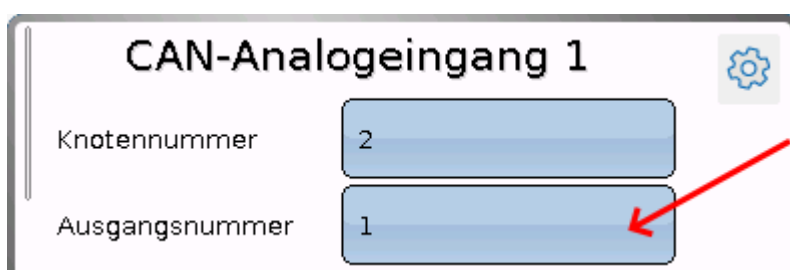 CAN-Analogeingang 1
Knotennummer 2
Ausgangsnummer 1